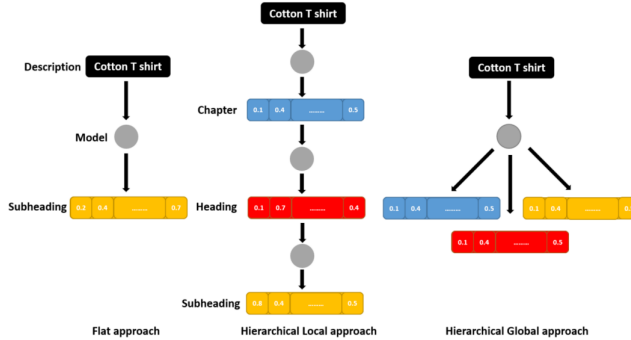 Cotton T shirt
Description
Cotton T shirt
Model
Subheading
0.2 0.4 ........ 0.7
Flat approach
Cotton T shirt
Chapter
0.1 0.4 ........ 0.5
Heading
0.1 0.7 ........ 0.4
Subheading
0.8 0.4 ........ 0.5
Hierarchical Local approach
Cotton T shirt
0.1 0.4 ........ 0.5
0.1 0.4 ........
0.1 0.4 ........ 0.5
Hierarchical Global approach